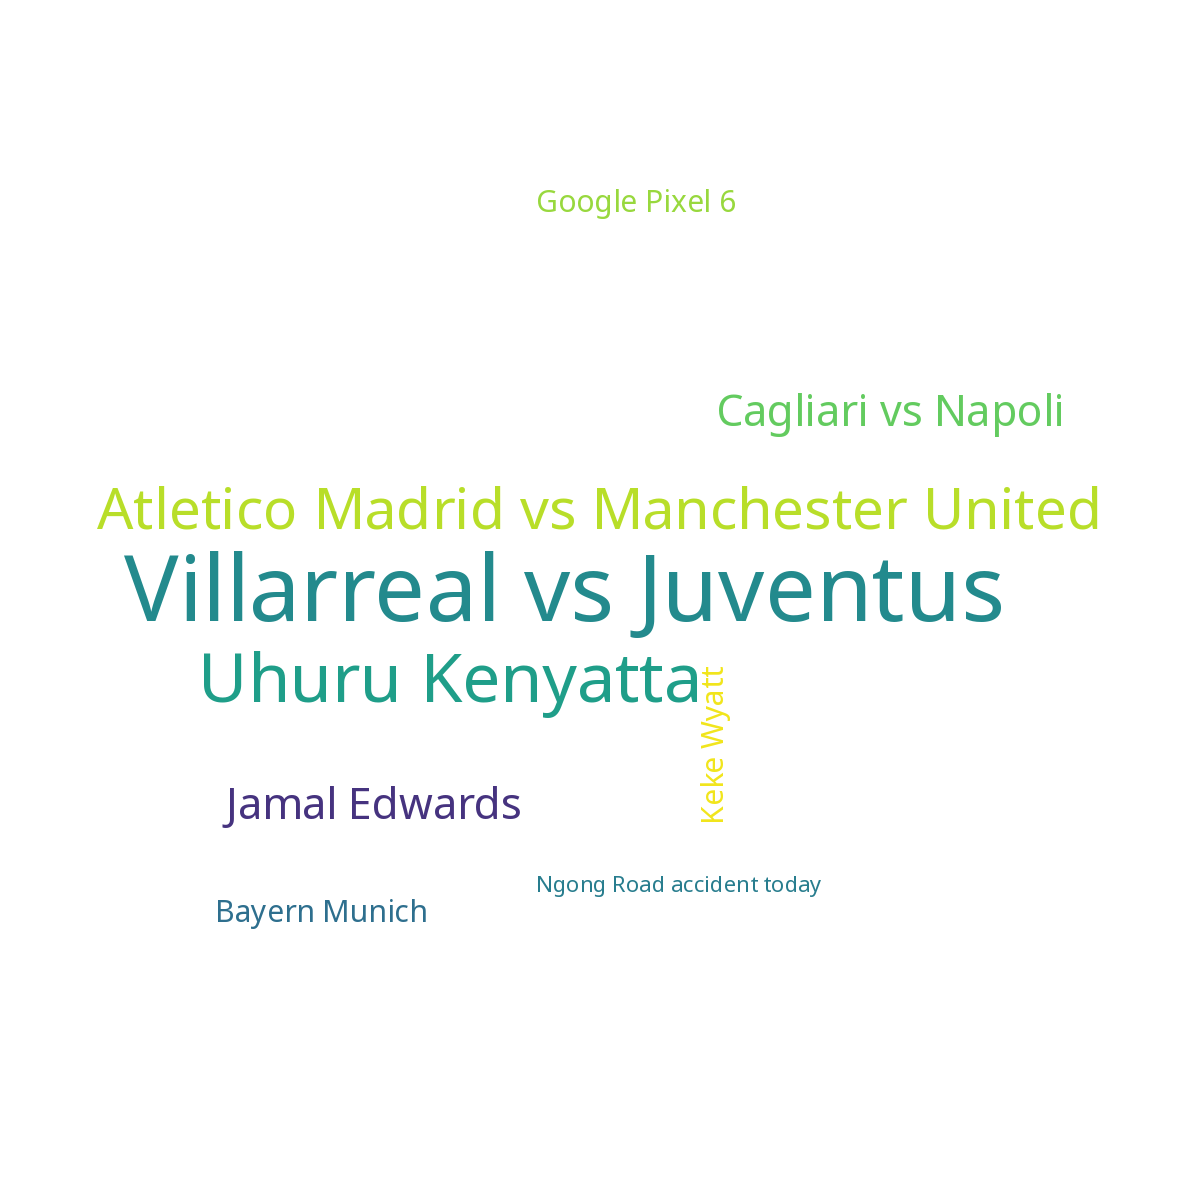 Google Pixel 6
Cagliari vs Napoli
Atletico Madrid vs Manchester United
Villarreal vs Juventus
Uhuru Kenyatta
Keke Wyatt
Jamal Edwards
Ngong Road accident today
Bayern Munich